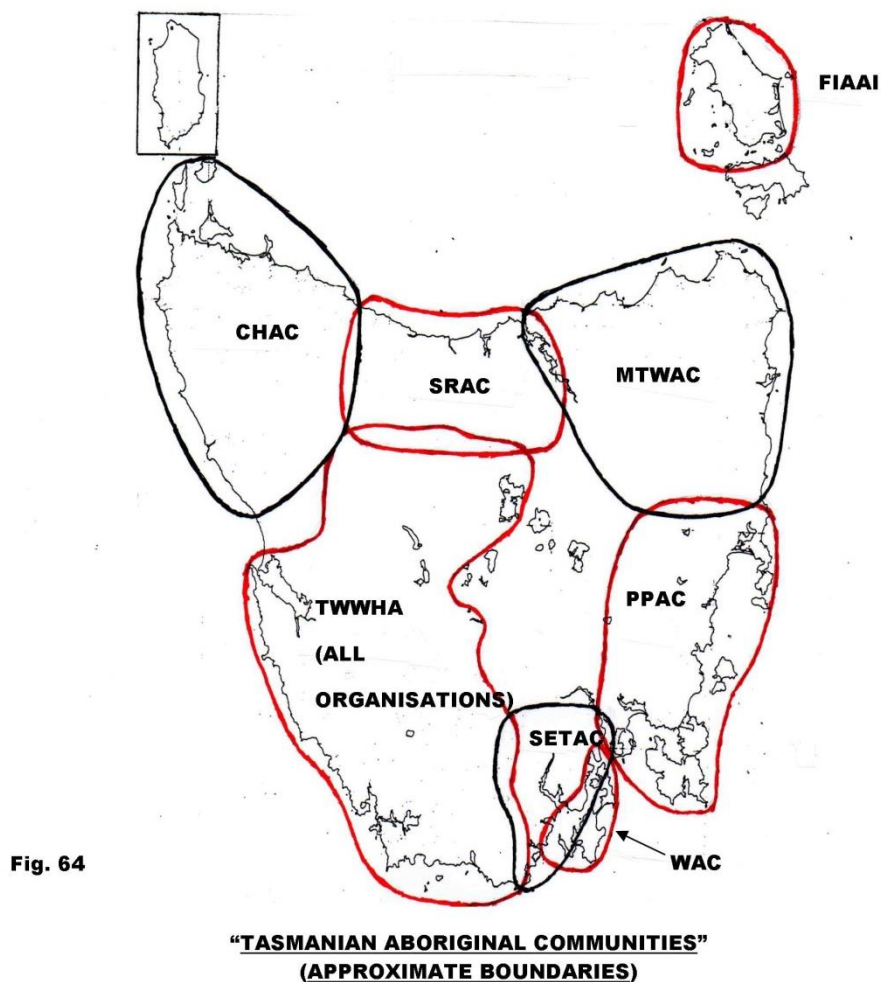 FIAAI
CHAC
SRAC
MTWAC
TWWHA
(ALL
ORGANISATIONS)
PPAC
SETAC
WAC
Fig. 64
“TASMANIAN ABORIGINAL COMMUNITIES”
(APPROXIMATE BOUNDARIES)